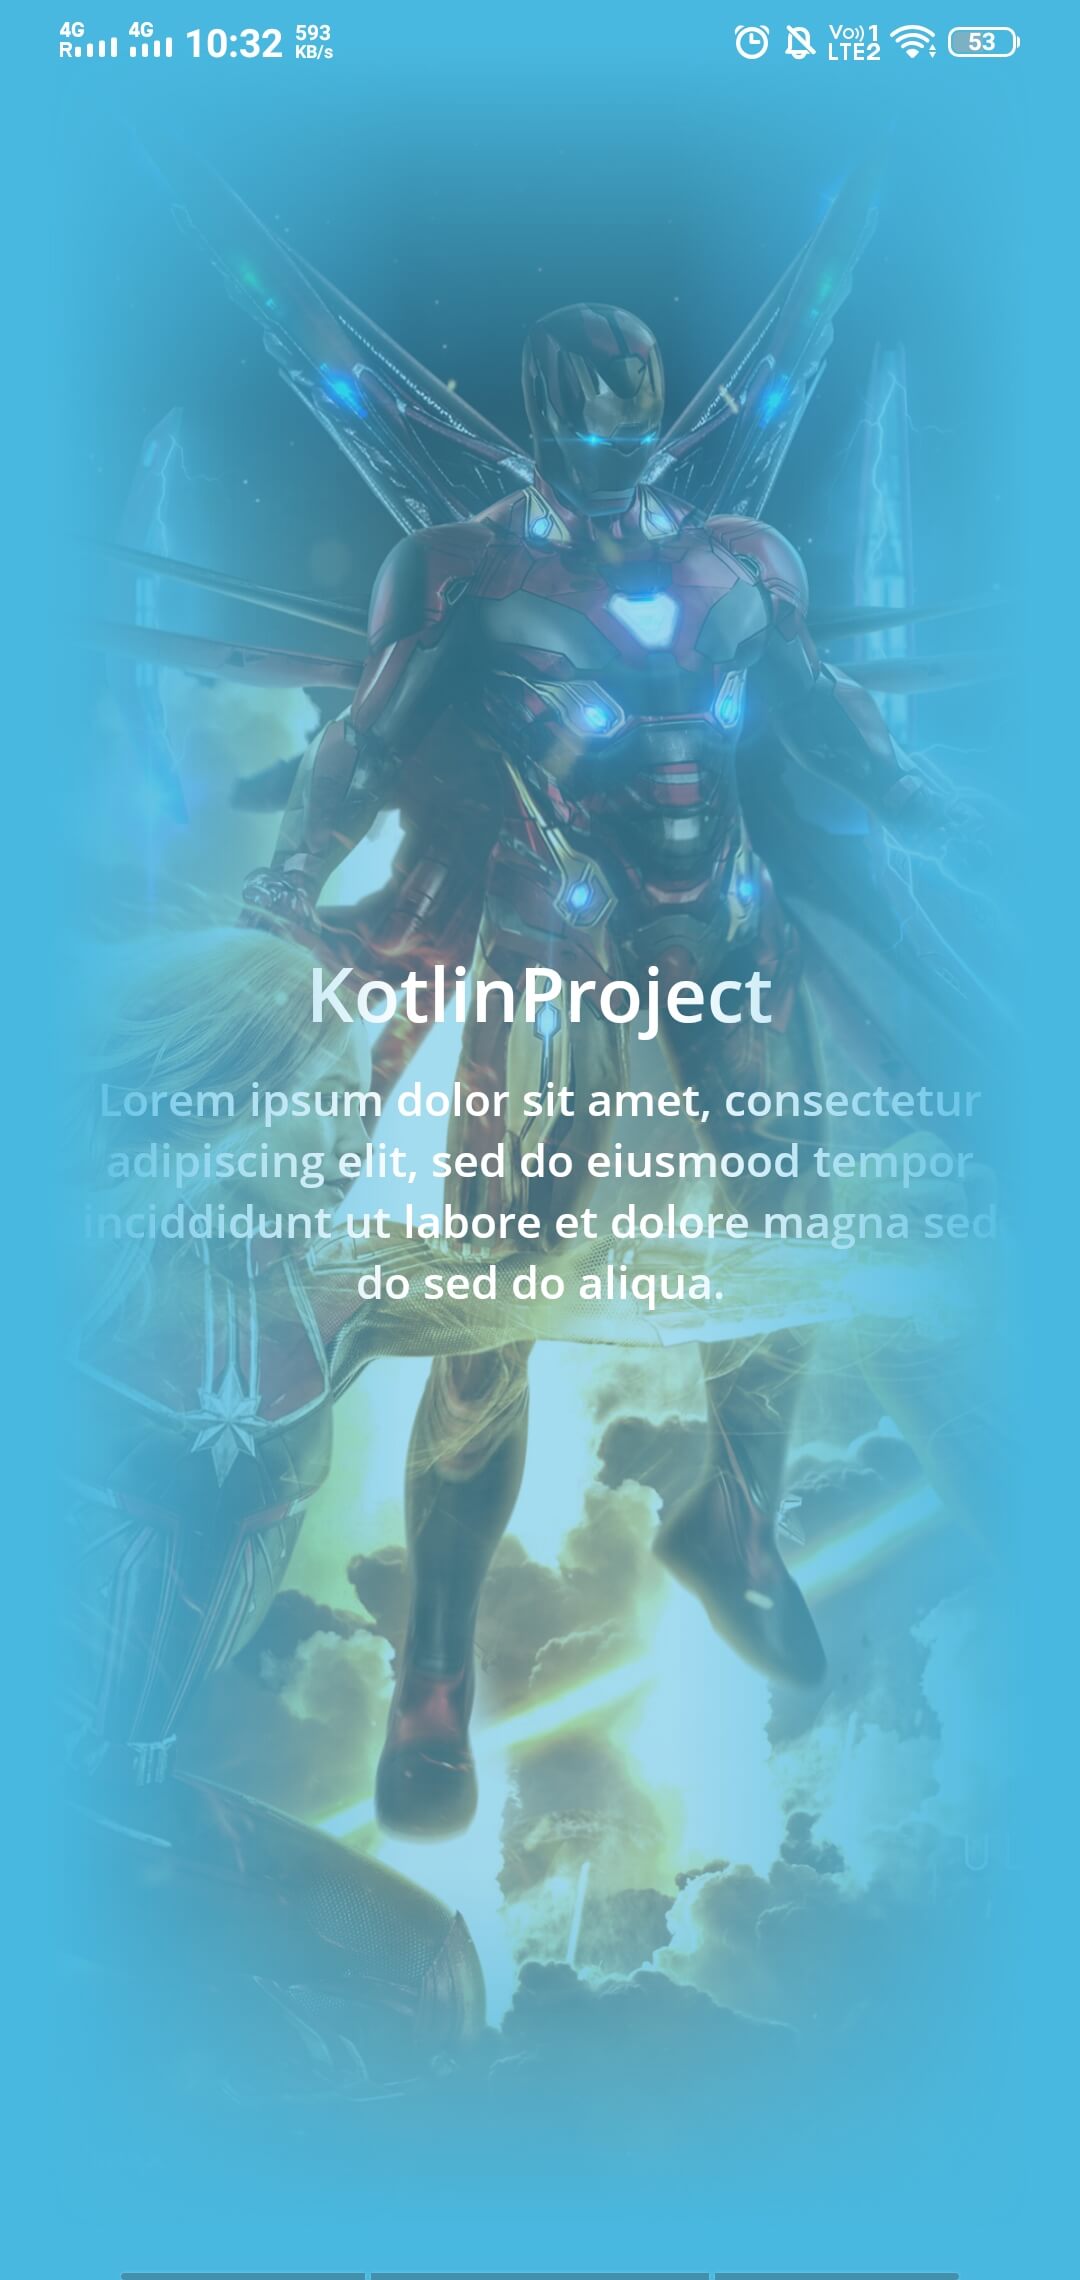 4G 4G 10:32 593 Vo)) 1
R KB/s LTE2 53
KotlinProject
Lorem ipsum dolor sit amet, consectetur
adipiscing elit, sed do eiusmood tempor
inciddidunt ut labore et dolore magna sed
do sed do aliqua.
U L